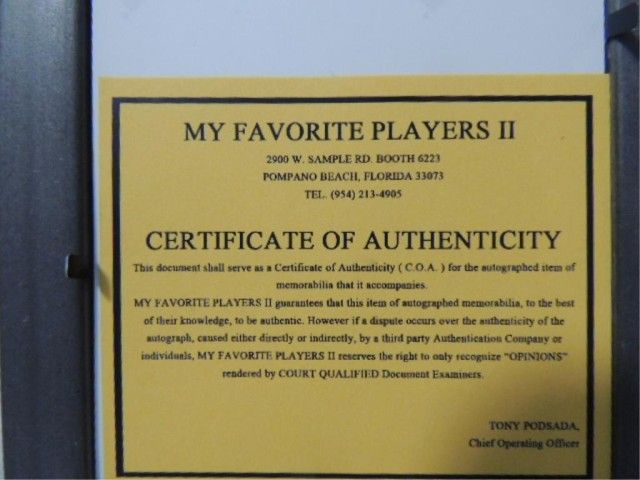 MY FAVORITE PLAYERS II
2900 W. SAMPLE RD. BOOTH 6223
POMPANO BEACH, FLORIDA 33073
TEL. (954) 213-4905
CERTIFICATE OF AUTHENTICITY
This document shall serve as a Certificate of Authenticity ( C.O.A. ) for the autographed item of
memorabilia that it accompanies.
MY FAVORITE PLAYERS II guarantees that this item of autographed memorabilia, to the best
of their knowledge, to be authentic. However if a dispute occurs over the authenticity of the
autograph, caused either directly or indirectly, by a third party Authentication Company or
individuals, MY FAVORITE PLAYERS II reserves the right to only recognize "OPINIONS"
rendered by COURT QUALIFIED Document Examiners.
TONY PODSADA,
Chief Operating Officer